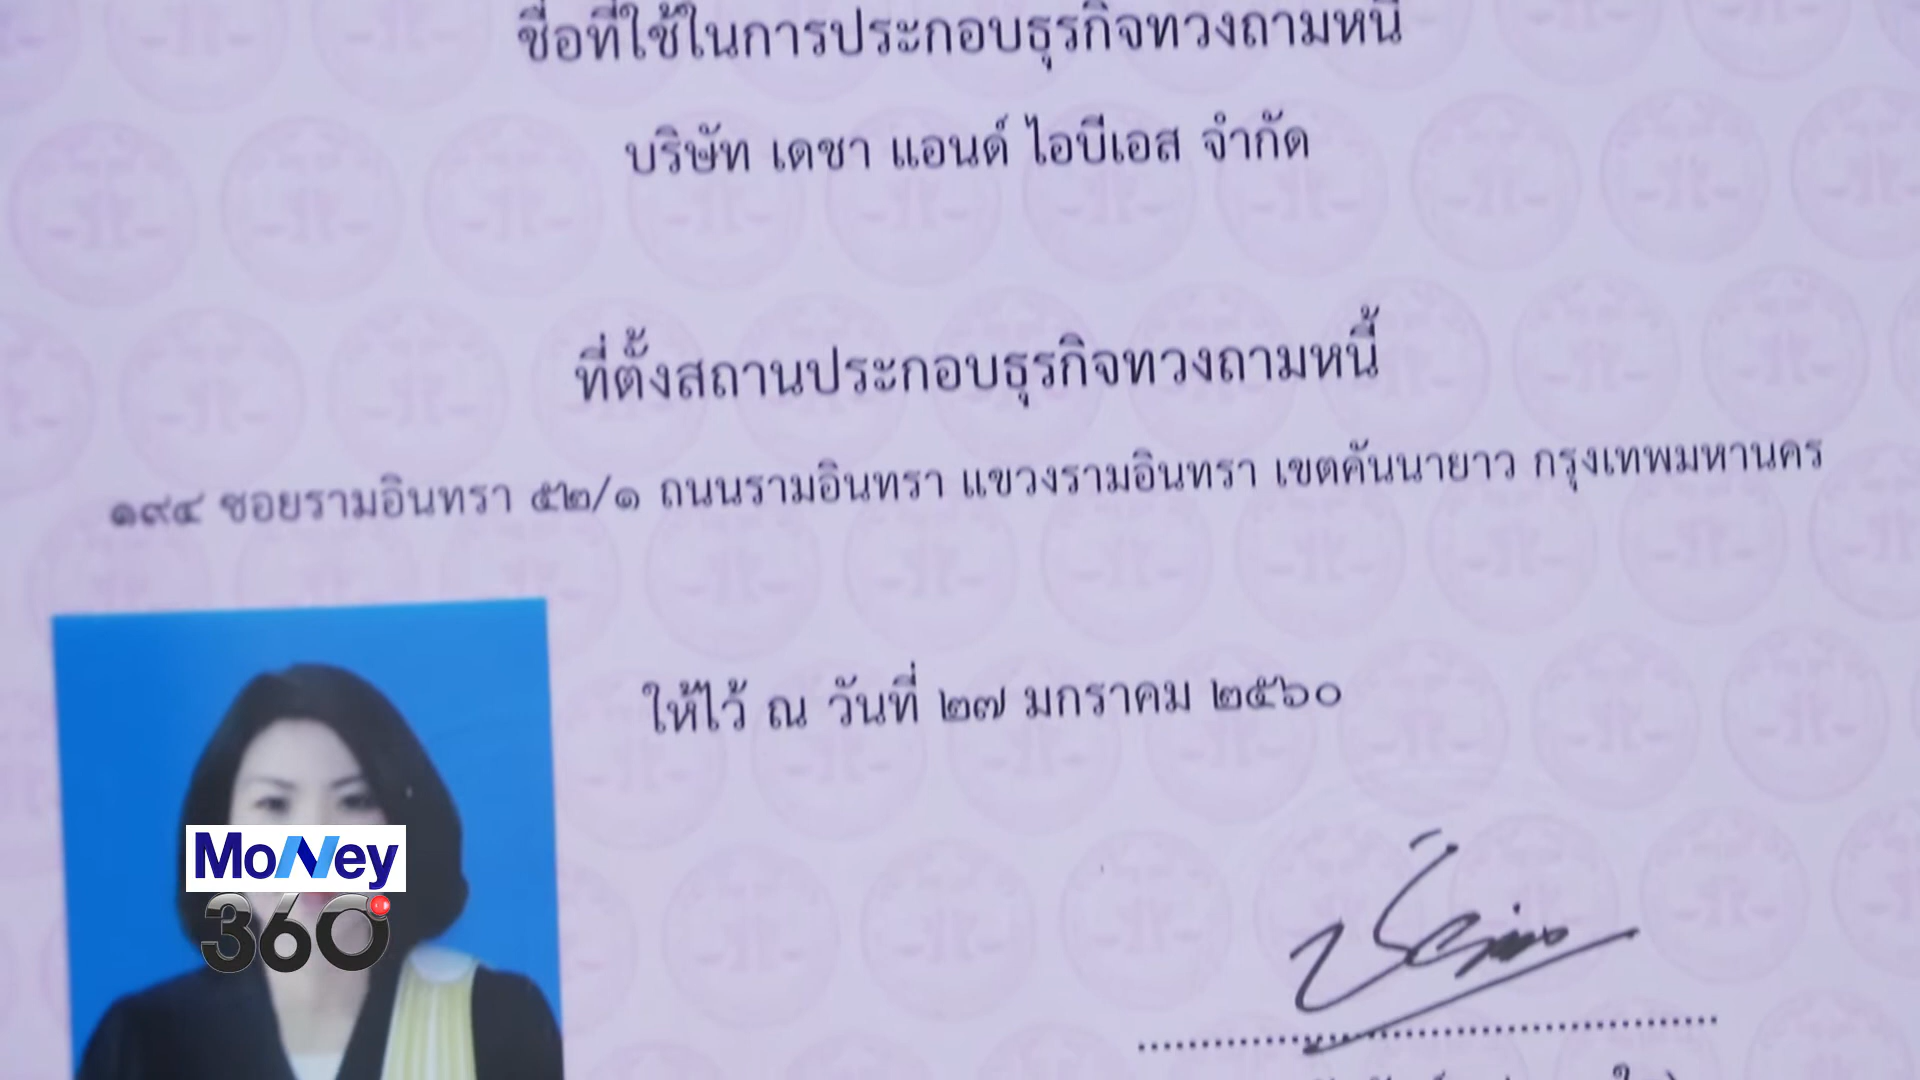 ชื่อที่ใช้ในการประกอบธุรกิจทวงถามหนี้
บริษัท เดชา แอนด์ ไอบีเอส จำกัด
ที่ตั้งสถานประกอบธุรกิจทวงถามหนี้
๑๙๔ ซอยรามอินทรา ๕๒/๑ ถนนรามอินทรา แขวงรามอินทรา เขตคันนายาว กรุงเทพมหานคร
ให้ไว้ ณ วันที่ ๒๗ มกราคม ๒๕๖๐
Money
360